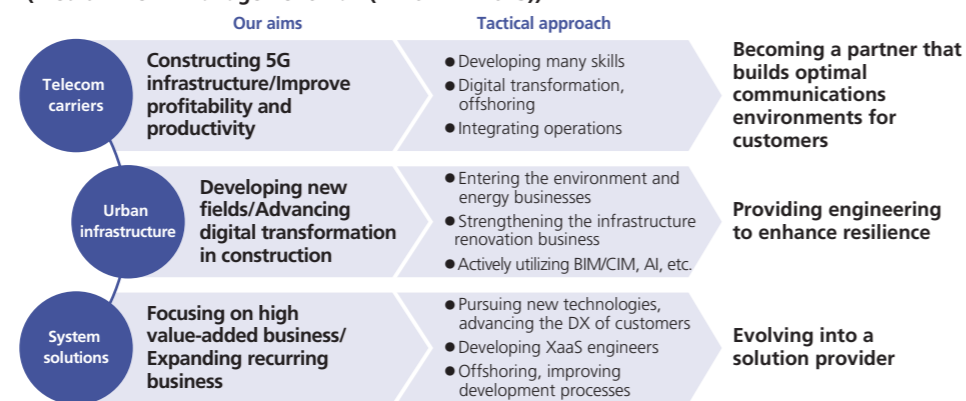 Our aims
Tactical approach
Telecom
carriers
Constructing 5G
infrastructure/Improve
profitability and
productivity
● Developing many skills
● Digital transformation,
offshoring
● Integrating operations
Becoming a partner that
builds optimal
communications
environments for
customers
Urban
infrastructure
Developing new
fields/Advancing
digital transformation
in construction
● Entering the environment and
energy businesses
● Strengthening the infrastructure
renovation business
● Actively utilizing BIM/CIM, AI, etc.
Providing engineering
to enhance resilience
System
solutions
Focusing on high
value-added business/
Expanding recurring
business
● Pursuing new technologies,
advancing the DX of customers
● Developing XaaS engineers
● Offshoring, improving
development processes
Evolving into a
solution provider